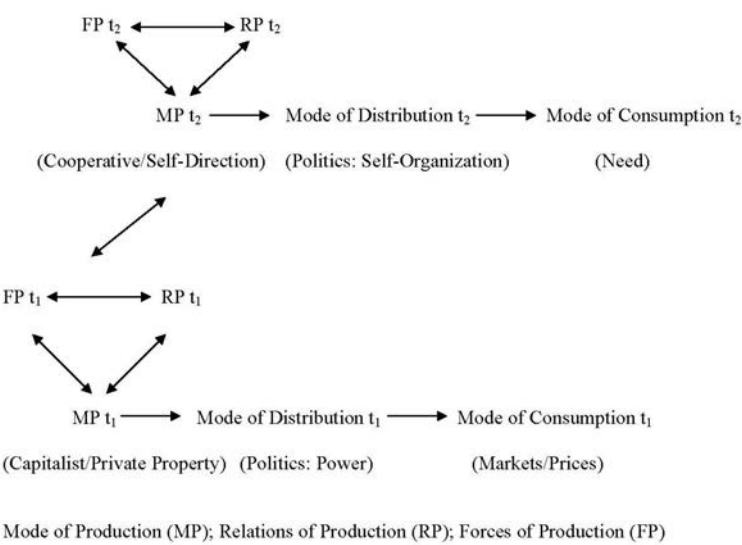 FP t₂ RP t₂
MP t₂ Mode of Distribution t₂ Mode of Consumption t₂
(Cooperative/Self-Direction) (Politics: Self-Organization) (Need)
FP t₁ RP t₁
MP t₁ Mode of Distribution t₁ Mode of Consumption t₁
(Capitalist/Private Property) (Politics: Power) (Markets/Prices)
Mode of Production (MP); Relations of Production (RP); Forces of Production (FP)